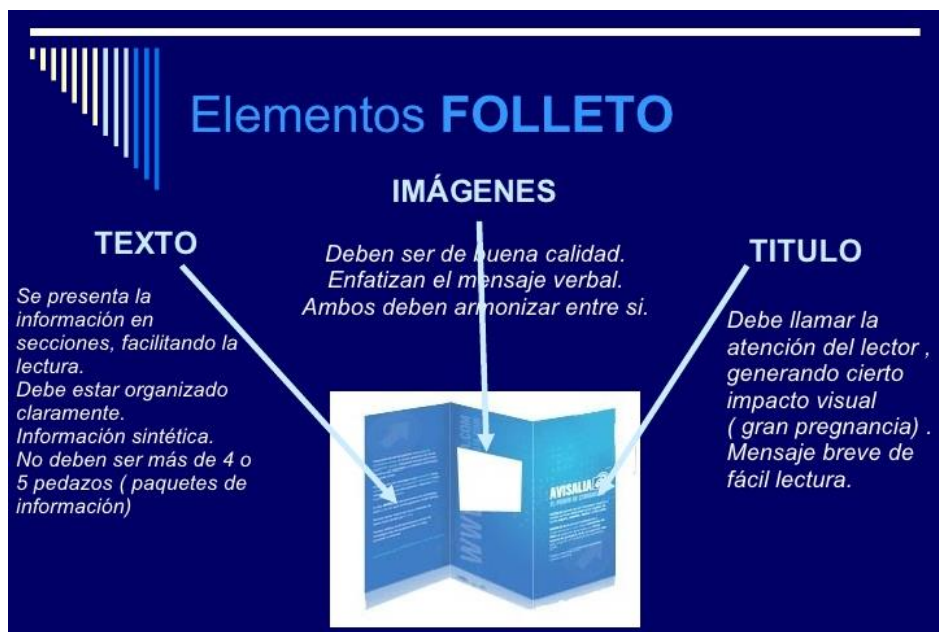 Elementos FOLLETO
IMÁGENES
Deben ser de buena calidad.
Enfatizan el mensaje verbal.
Ambos deben armonizar entre si.
TEXTO
Se presenta la
información en
secciones, facilitando la
lectura.
Debe estar organizado
claramente.
Información sintética.
No deben ser más de 4 o
5 pedazos ( paquetes de
información)
TITULO
Debe llamar la
atención del lector ,
generando cierto
impacto visual
( gran pregnancia) .
Mensaje breve de
fácil lectura.
WWW
.COM
AVISALIA